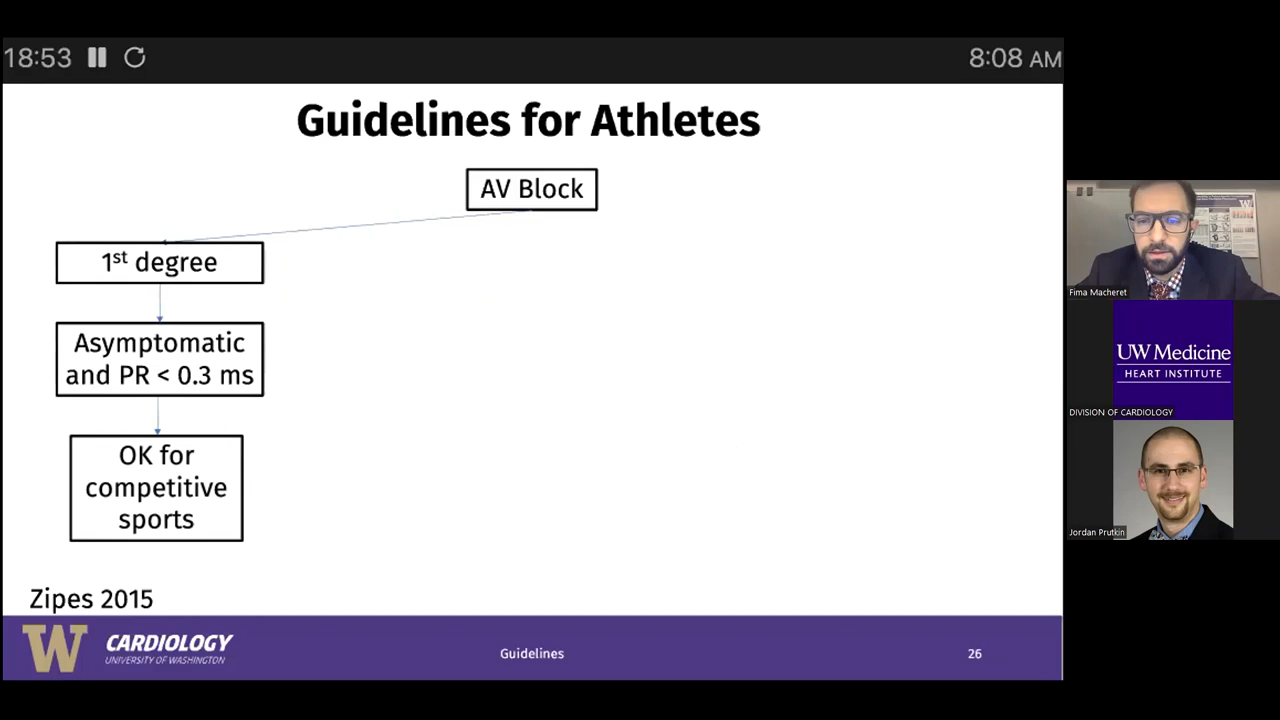 18:53
8:08 AM
Guidelines for Athletes
AV Block
1st degree
Asymptomatic
and PR < 0.3 ms
OK for
competitive
sports
Zipes 2015
W
CARDIOLOGY
UNIVERSITY OF WASHINGTON
Guidelines
26
W
Fima Macheret
UW Medicine
HEART INSTITUTE
DIVISION OF CARDIOLOGY
Jordan Prutkin